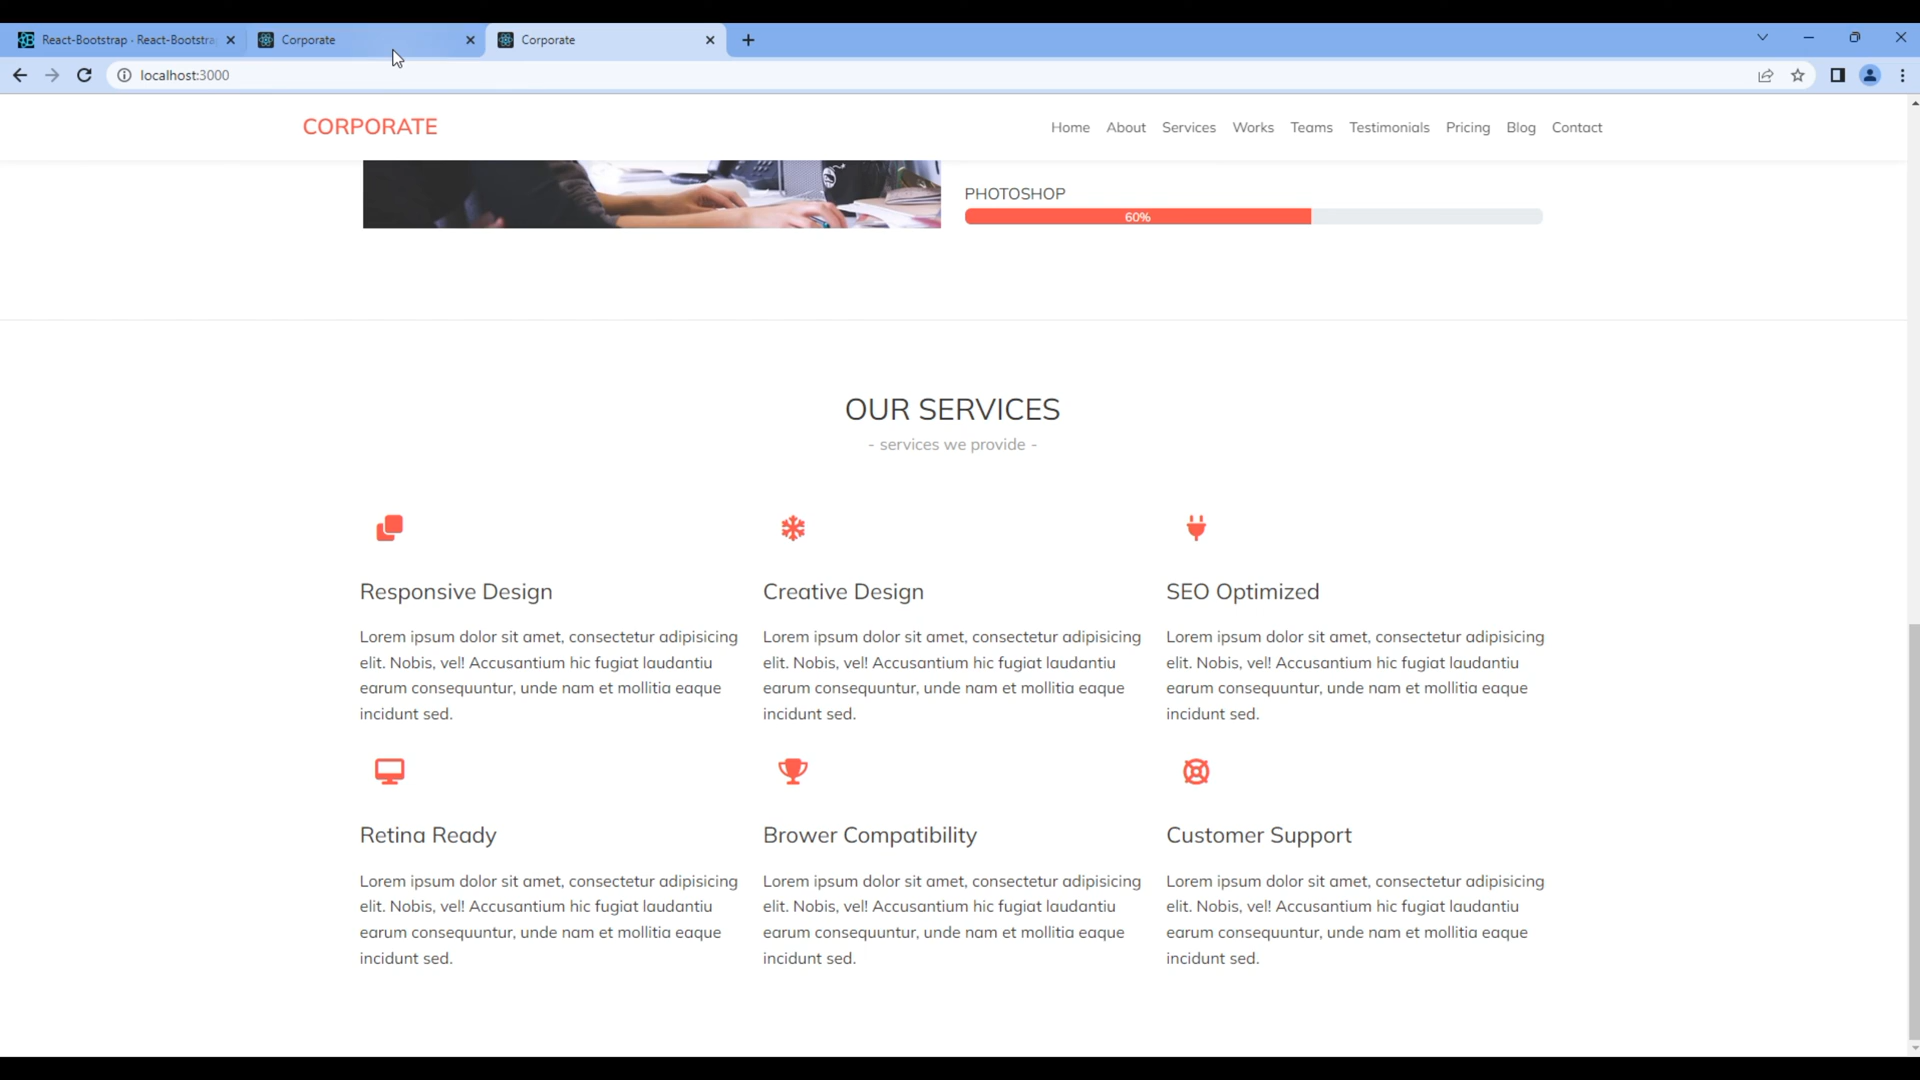 React-Bootstrap · React-Bootstra
Corporate
Corporate
localhost:3000
CORPORATE
Home About Services Works Teams Testimonials Pricing Blog Contact
PHOTOSHOP
60%
OUR SERVICES
- services we provide -
Responsive Design
Lorem ipsum dolor sit amet, consectetur adipisicing
elit. Nobis, vel! Accusantium hic fugiat laudantiu
earum consequuntur, unde nam et mollitia eaque
incidunt sed.
Creative Design
Lorem ipsum dolor sit amet, consectetur adipisicing
elit. Nobis, vel! Accusantium hic fugiat laudantiu
earum consequuntur, unde nam et mollitia eaque
incidunt sed.
SEO Optimized
Lorem ipsum dolor sit amet, consectetur adipisicing
elit. Nobis, vel! Accusantium hic fugiat laudantiu
earum consequuntur, unde nam et mollitia eaque
incidunt sed.
Retina Ready
Lorem ipsum dolor sit amet, consectetur adipisicing
elit. Nobis, vel! Accusantium hic fugiat laudantiu
earum consequuntur, unde nam et mollitia eaque
incidunt sed.
Brower Compatibility
Lorem ipsum dolor sit amet, consectetur adipisicing
elit. Nobis, vel! Accusantium hic fugiat laudantiu
earum consequuntur, unde nam et mollitia eaque
incidunt sed.
Customer Support
Lorem ipsum dolor sit amet, consectetur adipisicing
elit. Nobis, vel! Accusantium hic fugiat laudantiu
earum consequuntur, unde nam et mollitia eaque
incidunt sed.